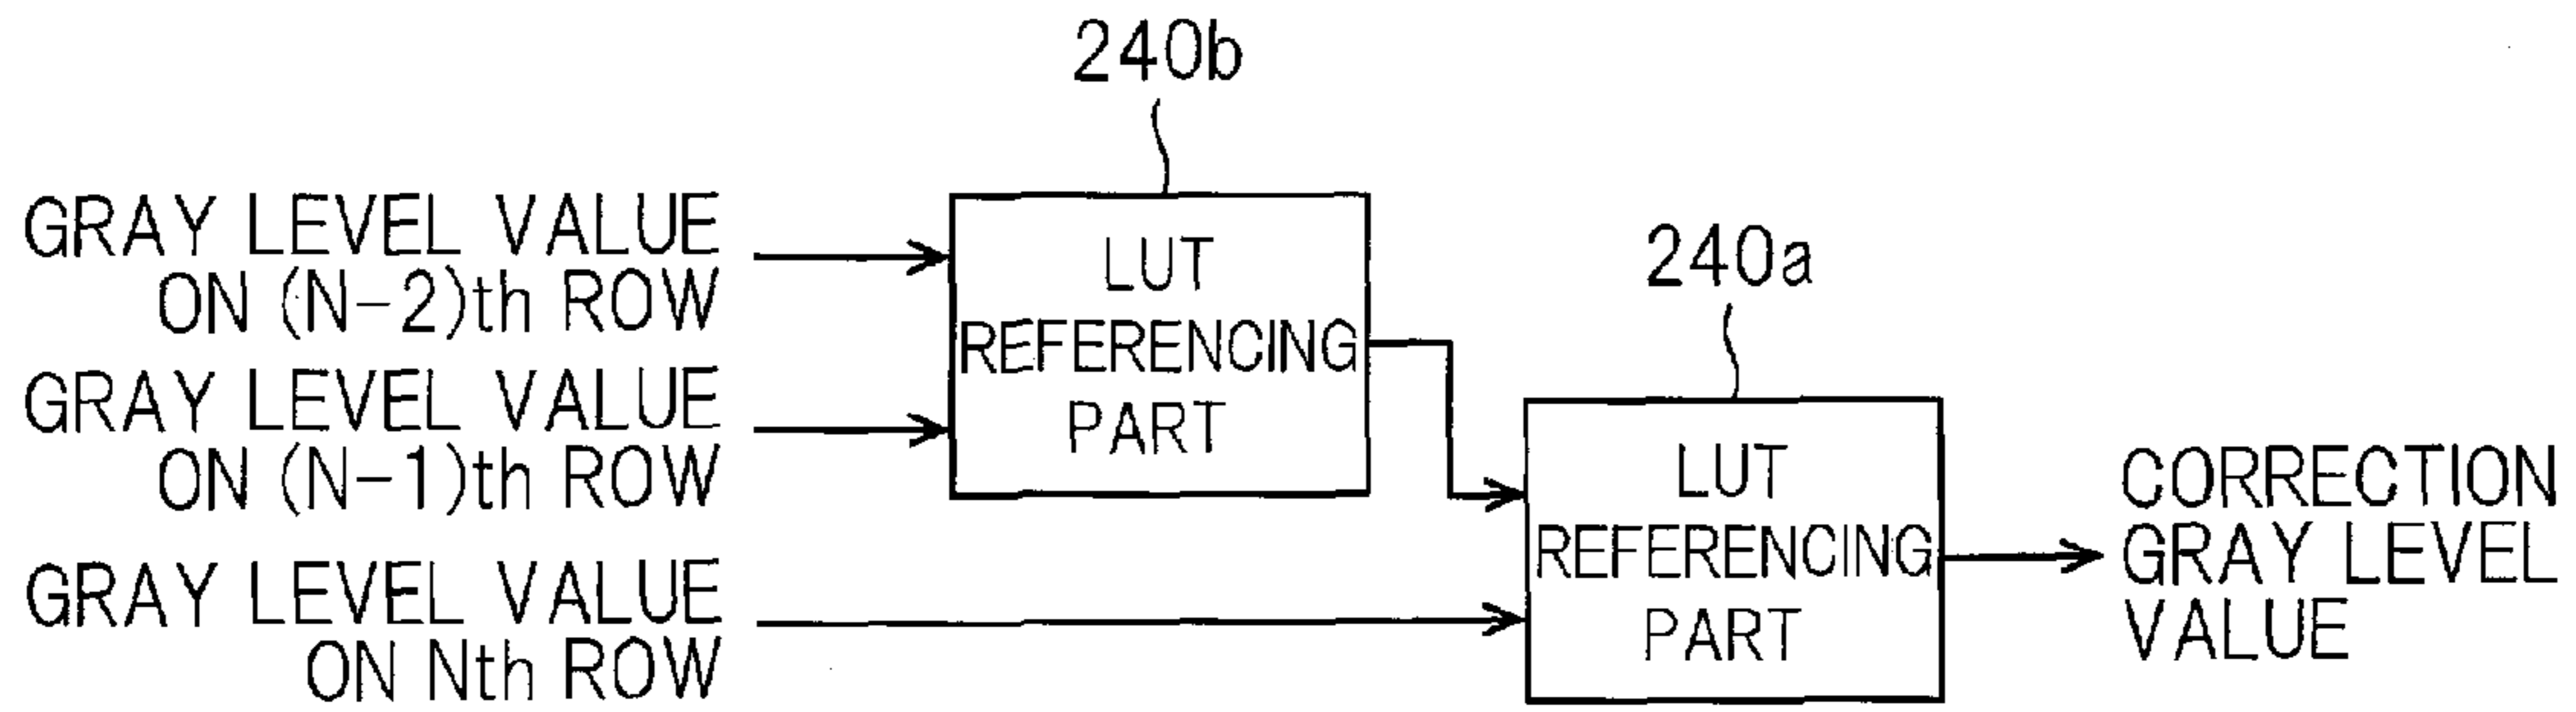 240b
GRAY LEVEL VALUE
ON (N-2)th ROW
GRAY LEVEL VALUE
ON (N-1)th ROW
GRAY LEVEL VALUE
ON Nth ROW
LUT
REFERENCING
PART
240a
LUT
REFERENCING
PART
CORRECTION
GRAY LEVEL
VALUE